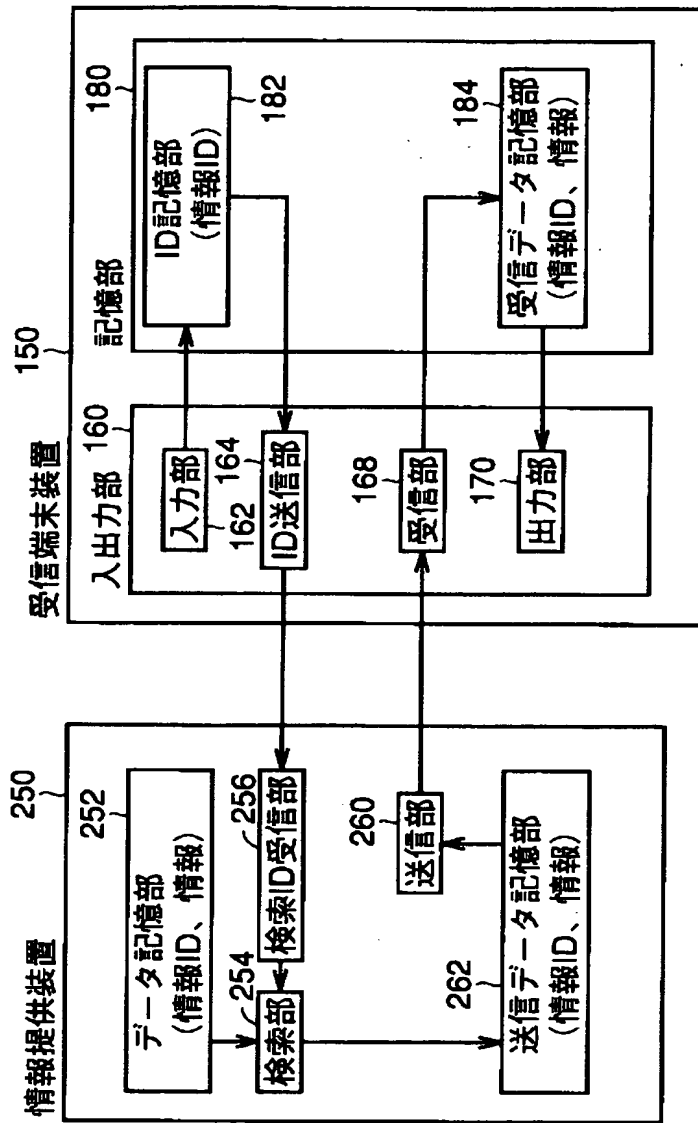 情報提供装置
250
データ記憶部
(情報ID、情報)
252
検索部
254
検索ID受信部
256
送信部
260
送信データ記憶部
(情報ID、情報)
262
受信端末装置
150
入出力部
160
入力部
162
ID送信部
164
受信部
168
出力部
170
記憶部
180
ID記憶部
(情報ID)
182
受信データ記憶部
(情報ID、情報)
184